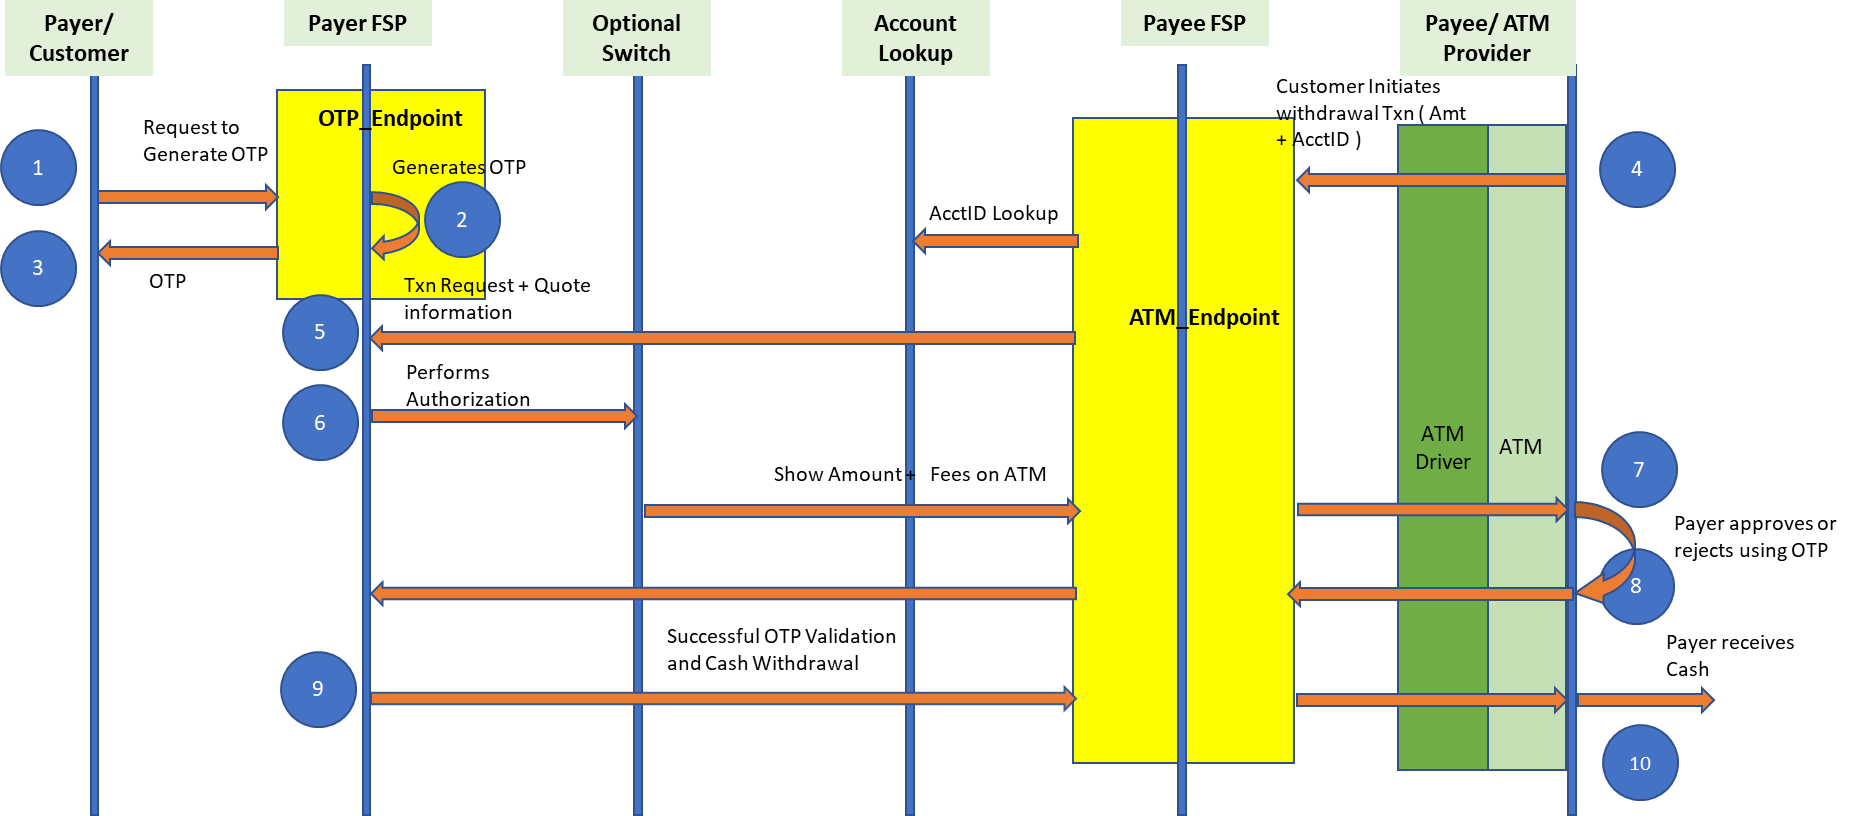 Payer/
Customer
Payer FSP
Optional
Switch
Account
Lookup
Payee FSP
Payee/ ATM
Provider
Customer Initiates
withdrawal Txn ( Amt
+ AcctID )
OTP_Endpoint
Request to
Generate OTP
1
Generates OTP
2
4
AcctID Lookup
3
OTP
Txn Request + Quote
information
5
ATM_Endpoint
Performs
Authorization
6
ATM
Driver
ATM
7
Show Amount + Fees on ATM
Payer approves or
rejects using OTP
8
Successful OTP Validation
and Cash Withdrawal
Payer receives
Cash
9
10